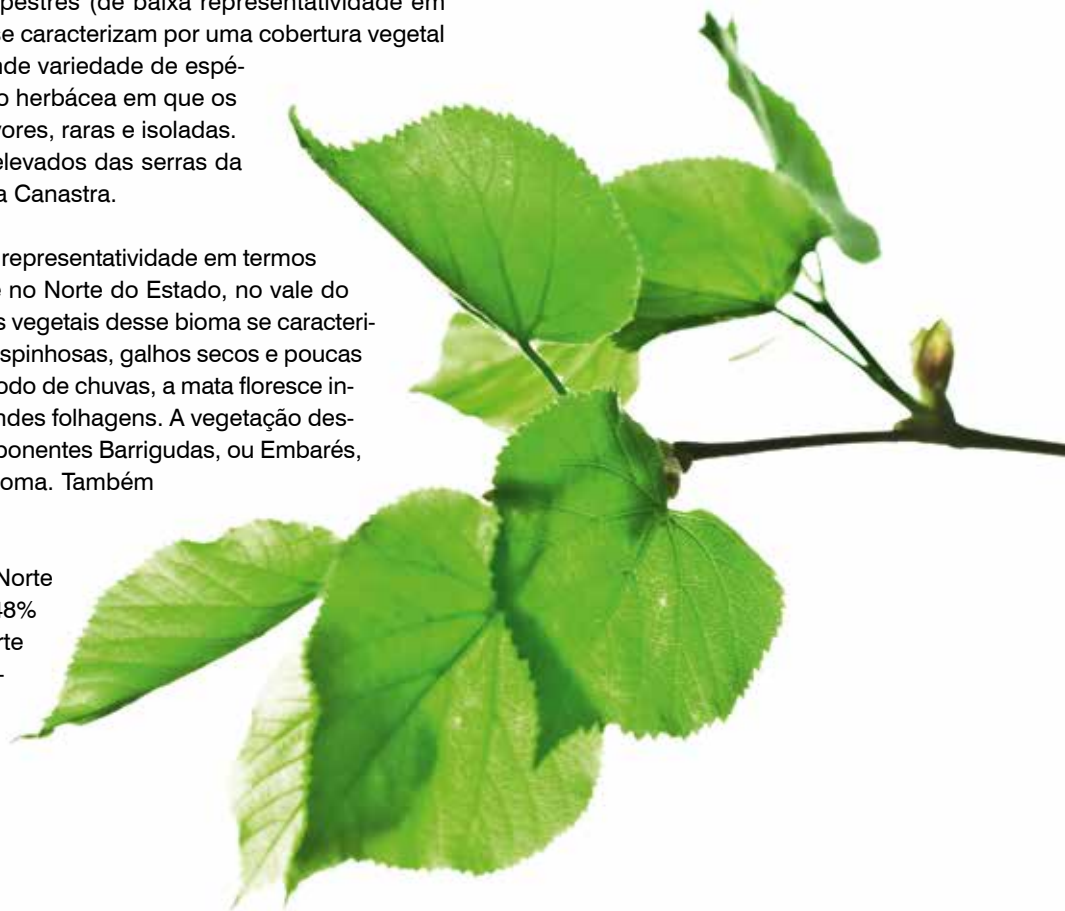 pestres (de baixa representatividade em
se caracterizam por uma cobertura vegetal
nde variedade de espé-
o herbácea em que os
vores, raras e isoladas.
elevados das serras da
a Canastra.
representatividade em termos
e no Norte do Estado, no vale do
s vegetais desse bioma se caracteri-
spinhosas, galhos secos e poucas
odo de chuvas, a mata floresce in-
ndes folhagens. A vegetação des-
ponentes Barrigudas, ou Embarés,
oma. Também
Norte
48%
rte
-